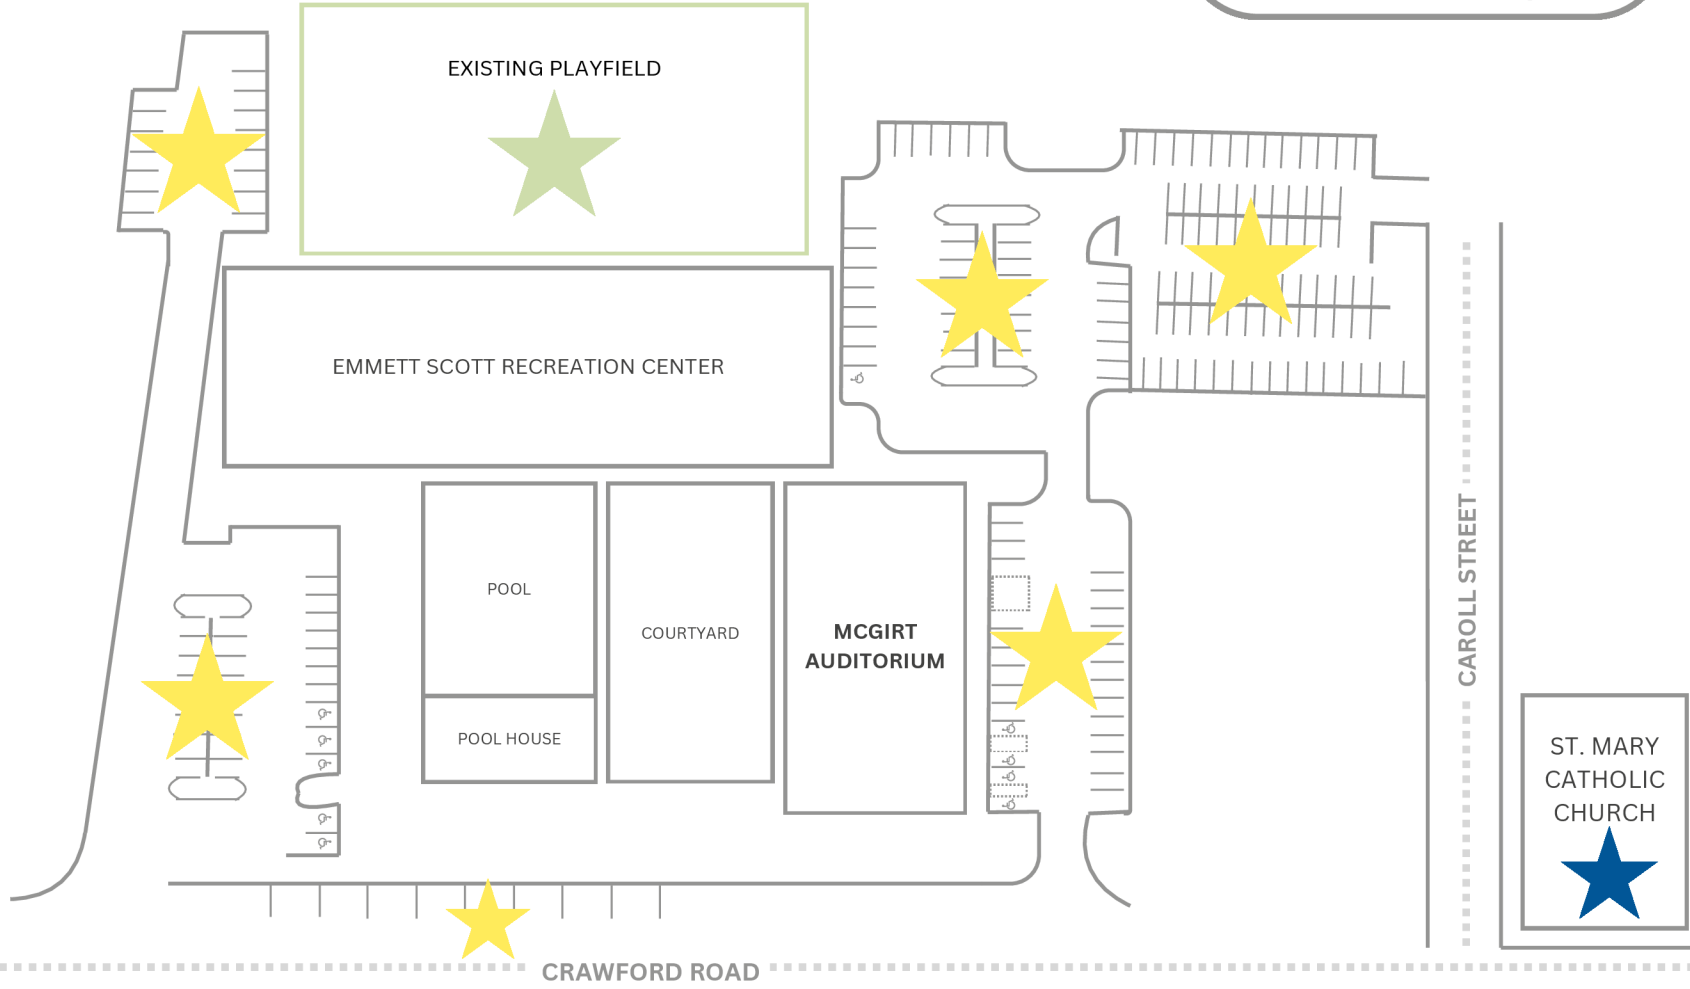 EXISTING PLAYFIELD
EMMETT SCOTT RECREATION CENTER
POOL
COURTYARD
MCGIRT
AUDITORIUM
POOL HOUSE
CAROLL STREET
ST. MARY
CATHOLIC
CHURCH
CRAWFORD ROAD